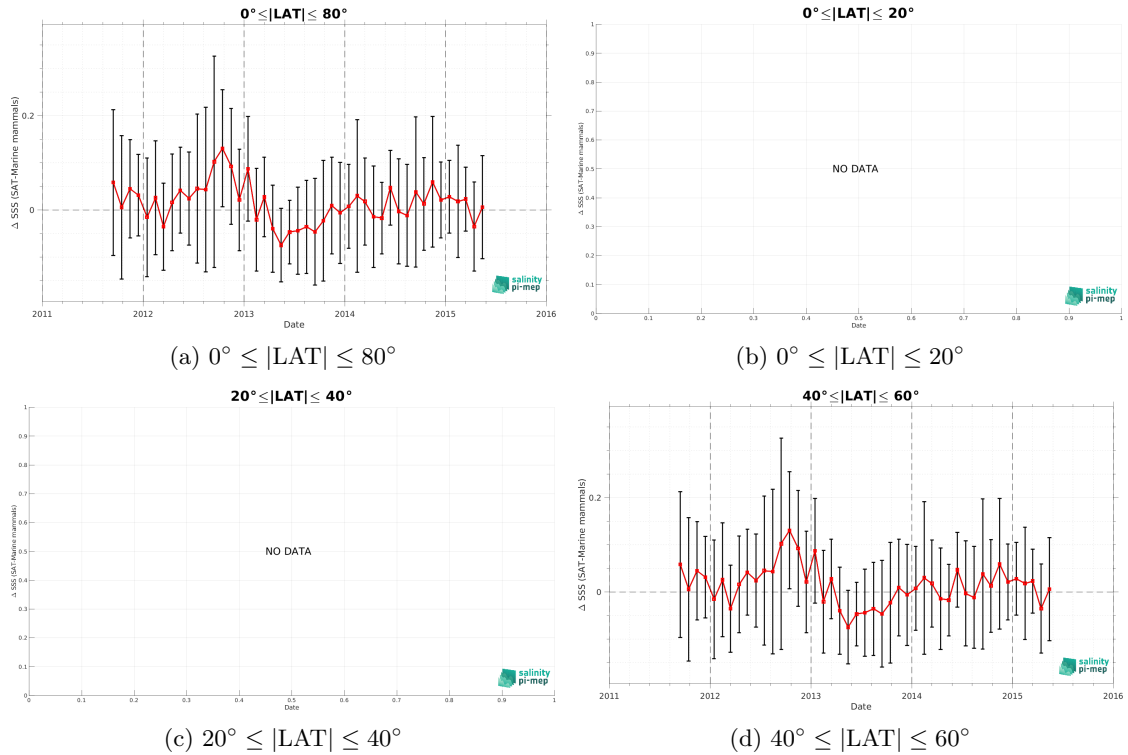 0°≤|LAT|≤ 80°
Δ SSS (SAT-Marine mammals)
0.2
0
2011 2012 2013 2014 2015 2016
Date
salinity
pi-mep
(a) 0° ≤ |LAT| ≤ 80°
0°≤|LAT|≤ 20°
Δ SSS (SAT-Marine mammals)
1
0.9
0.8
0.7
0.6
0.5
0.4
0.3
0.2
0.1
0
NO DATA
0 0.1 0.2 0.3 0.4 0.5 0.6 0.7 0.8 0.9 1
Date
salinity
pi-mep
(b) 0° ≤ |LAT| ≤ 20°
20°≤|LAT|≤ 40°
Δ SSS (SAT-Marine mammals)
1
0.9
0.8
0.7
0.6
0.5
0.4
0.3
0.2
0.1
0
NO DATA
0 0.1 0.2 0.3 0.4 0.5 0.6 0.7 0.8 0.9 1
Date
salinity
pi-mep
(c) 20° ≤ |LAT| ≤ 40°
40°≤|LAT|≤ 60°
Δ SSS (SAT-Marine mammals)
0.2
0
2011 2012 2013 2014 2015 2016
Date
salinity
pi-mep
(d) 40° ≤ |LAT| ≤ 60°